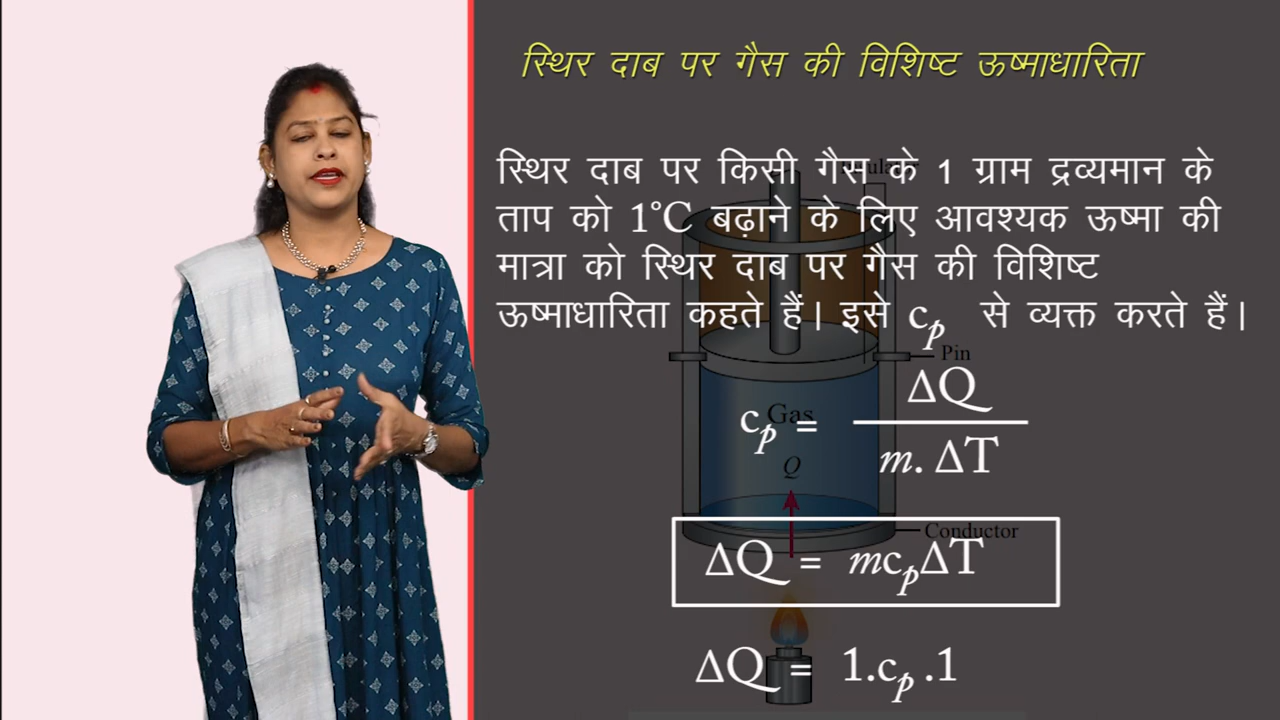 स्थिर दाब पर गैस की विशिष्ट ऊष्माधारिता
स्थिर दाब पर किसी गैस के 1 ग्राम द्रव्यमान के
ताप को 1°C बढ़ाने के लिए आवश्यक ऊष्मा की
मात्रा को स्थिर दाब पर गैस की विशिष्ट
ऊष्माधारिता कहते हैं। इसे cₚ से व्यक्त करते हैं।
Pin
Gas
cₚ = ΔQ / m. ΔT
Q
Conductor
ΔQ = mcₚΔT
ΔQ = 1.cₚ.1